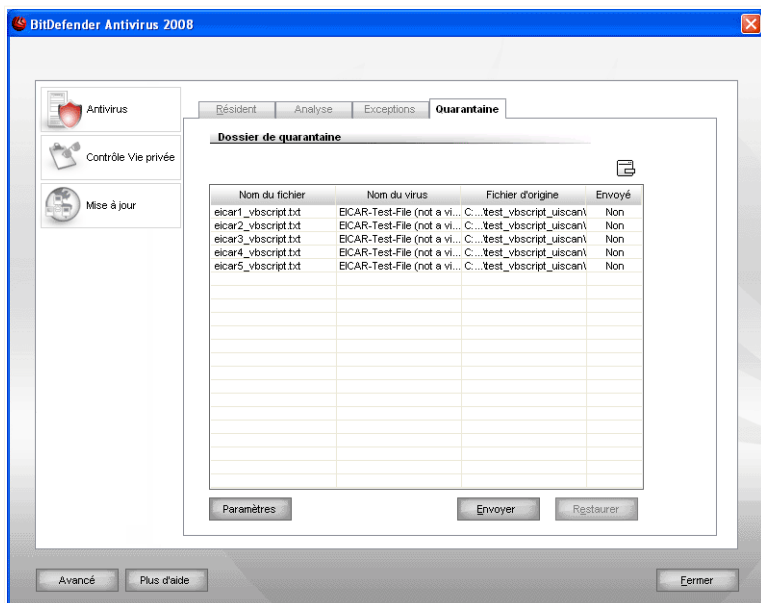 BitDefender Antivirus 2008
Antivirus
Contrôle Vie privée
Mise à jour
Résident Analyse Exceptions Quarantaine
Dossier de quarantaine
Nom du fichier Nom du virus Fichier d'origine Envoyé
eicar1_vbscript.txt EICAR-Test-File (not a vi... C:...\test_vbscript_uiscan\ Non
eicar2_vbscript.txt EICAR-Test-File (not a vi... C:...\test_vbscript_uiscan\ Non
eicar3_vbscript.txt EICAR-Test-File (not a vi... C:...\test_vbscript_uiscan\ Non
eicar4_vbscript.txt EICAR-Test-File (not a vi... C:...\test_vbscript_uiscan\ Non
eicar5_vbscript.txt EICAR-Test-File (not a vi... C:...\test_vbscript_uiscan\ Non
Paramètres Envoyer Restaurer
Avancé Plus d'aide Fermer